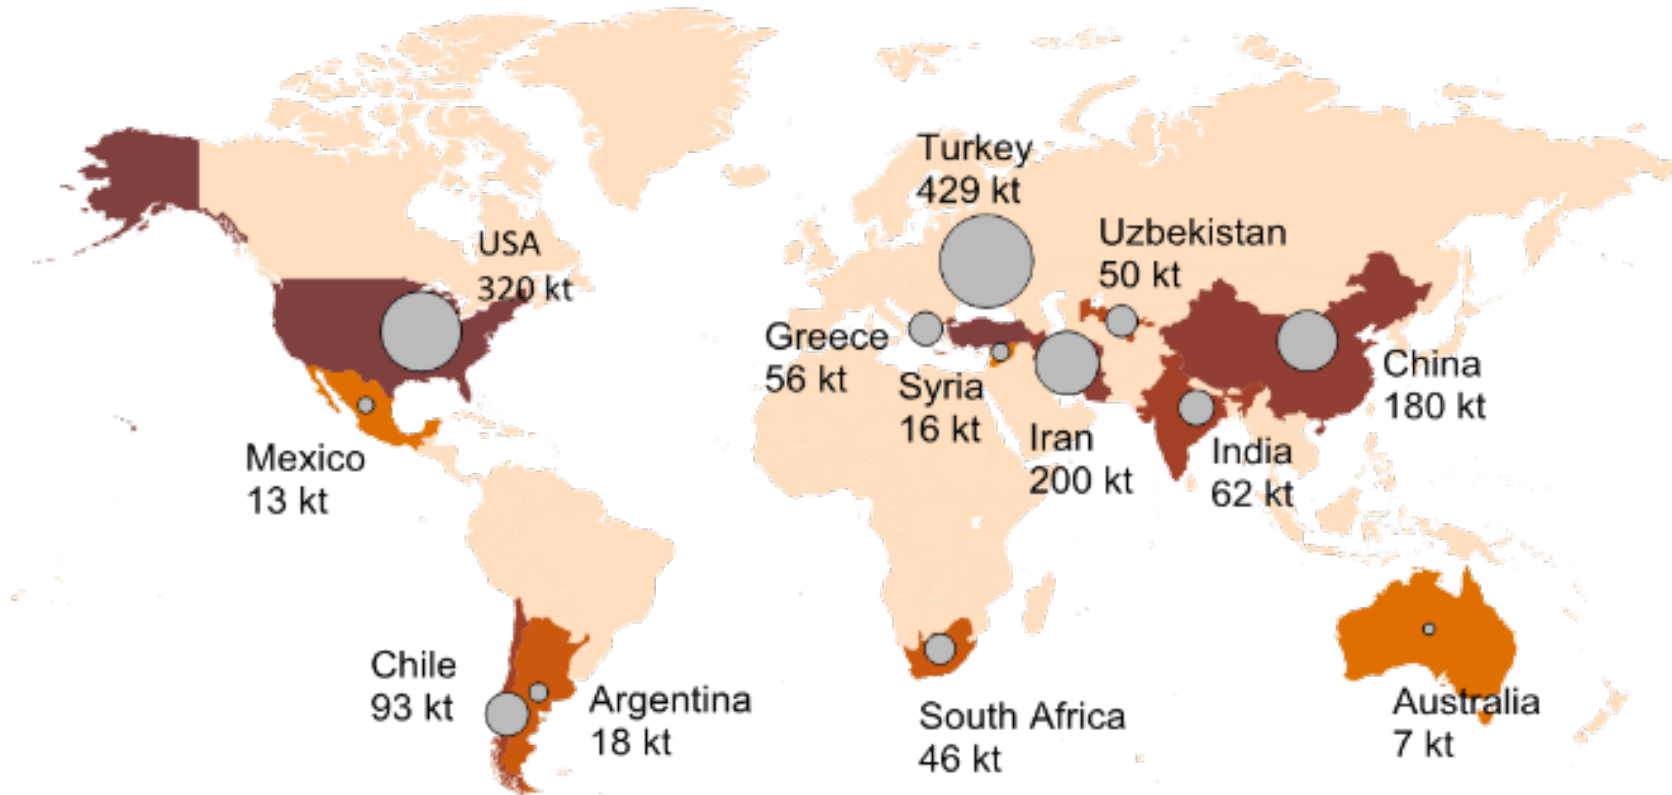 Turkey
429 kt
USA
320 kt
Uzbekistan
50 kt
Greece
56 kt
Syria
16 kt
Iran
200 kt
China
180 kt
India
62 kt
Mexico
13 kt
Chile
93 kt
Argentina
18 kt
South Africa
46 kt
Australia
7 kt